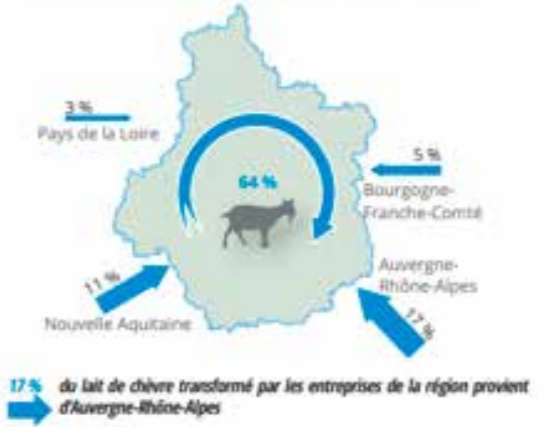 3 %
Pays de la Loire
64 %
5 %
Bourgogne-
Franche-Comté
11 %
Nouvelle Aquitaine
Auvergne-
Rhône-Alpes
17 %
17 % du lait de chèvre transformé par les entreprises de la région provient
d'Auvergne-Rhône-Alpes